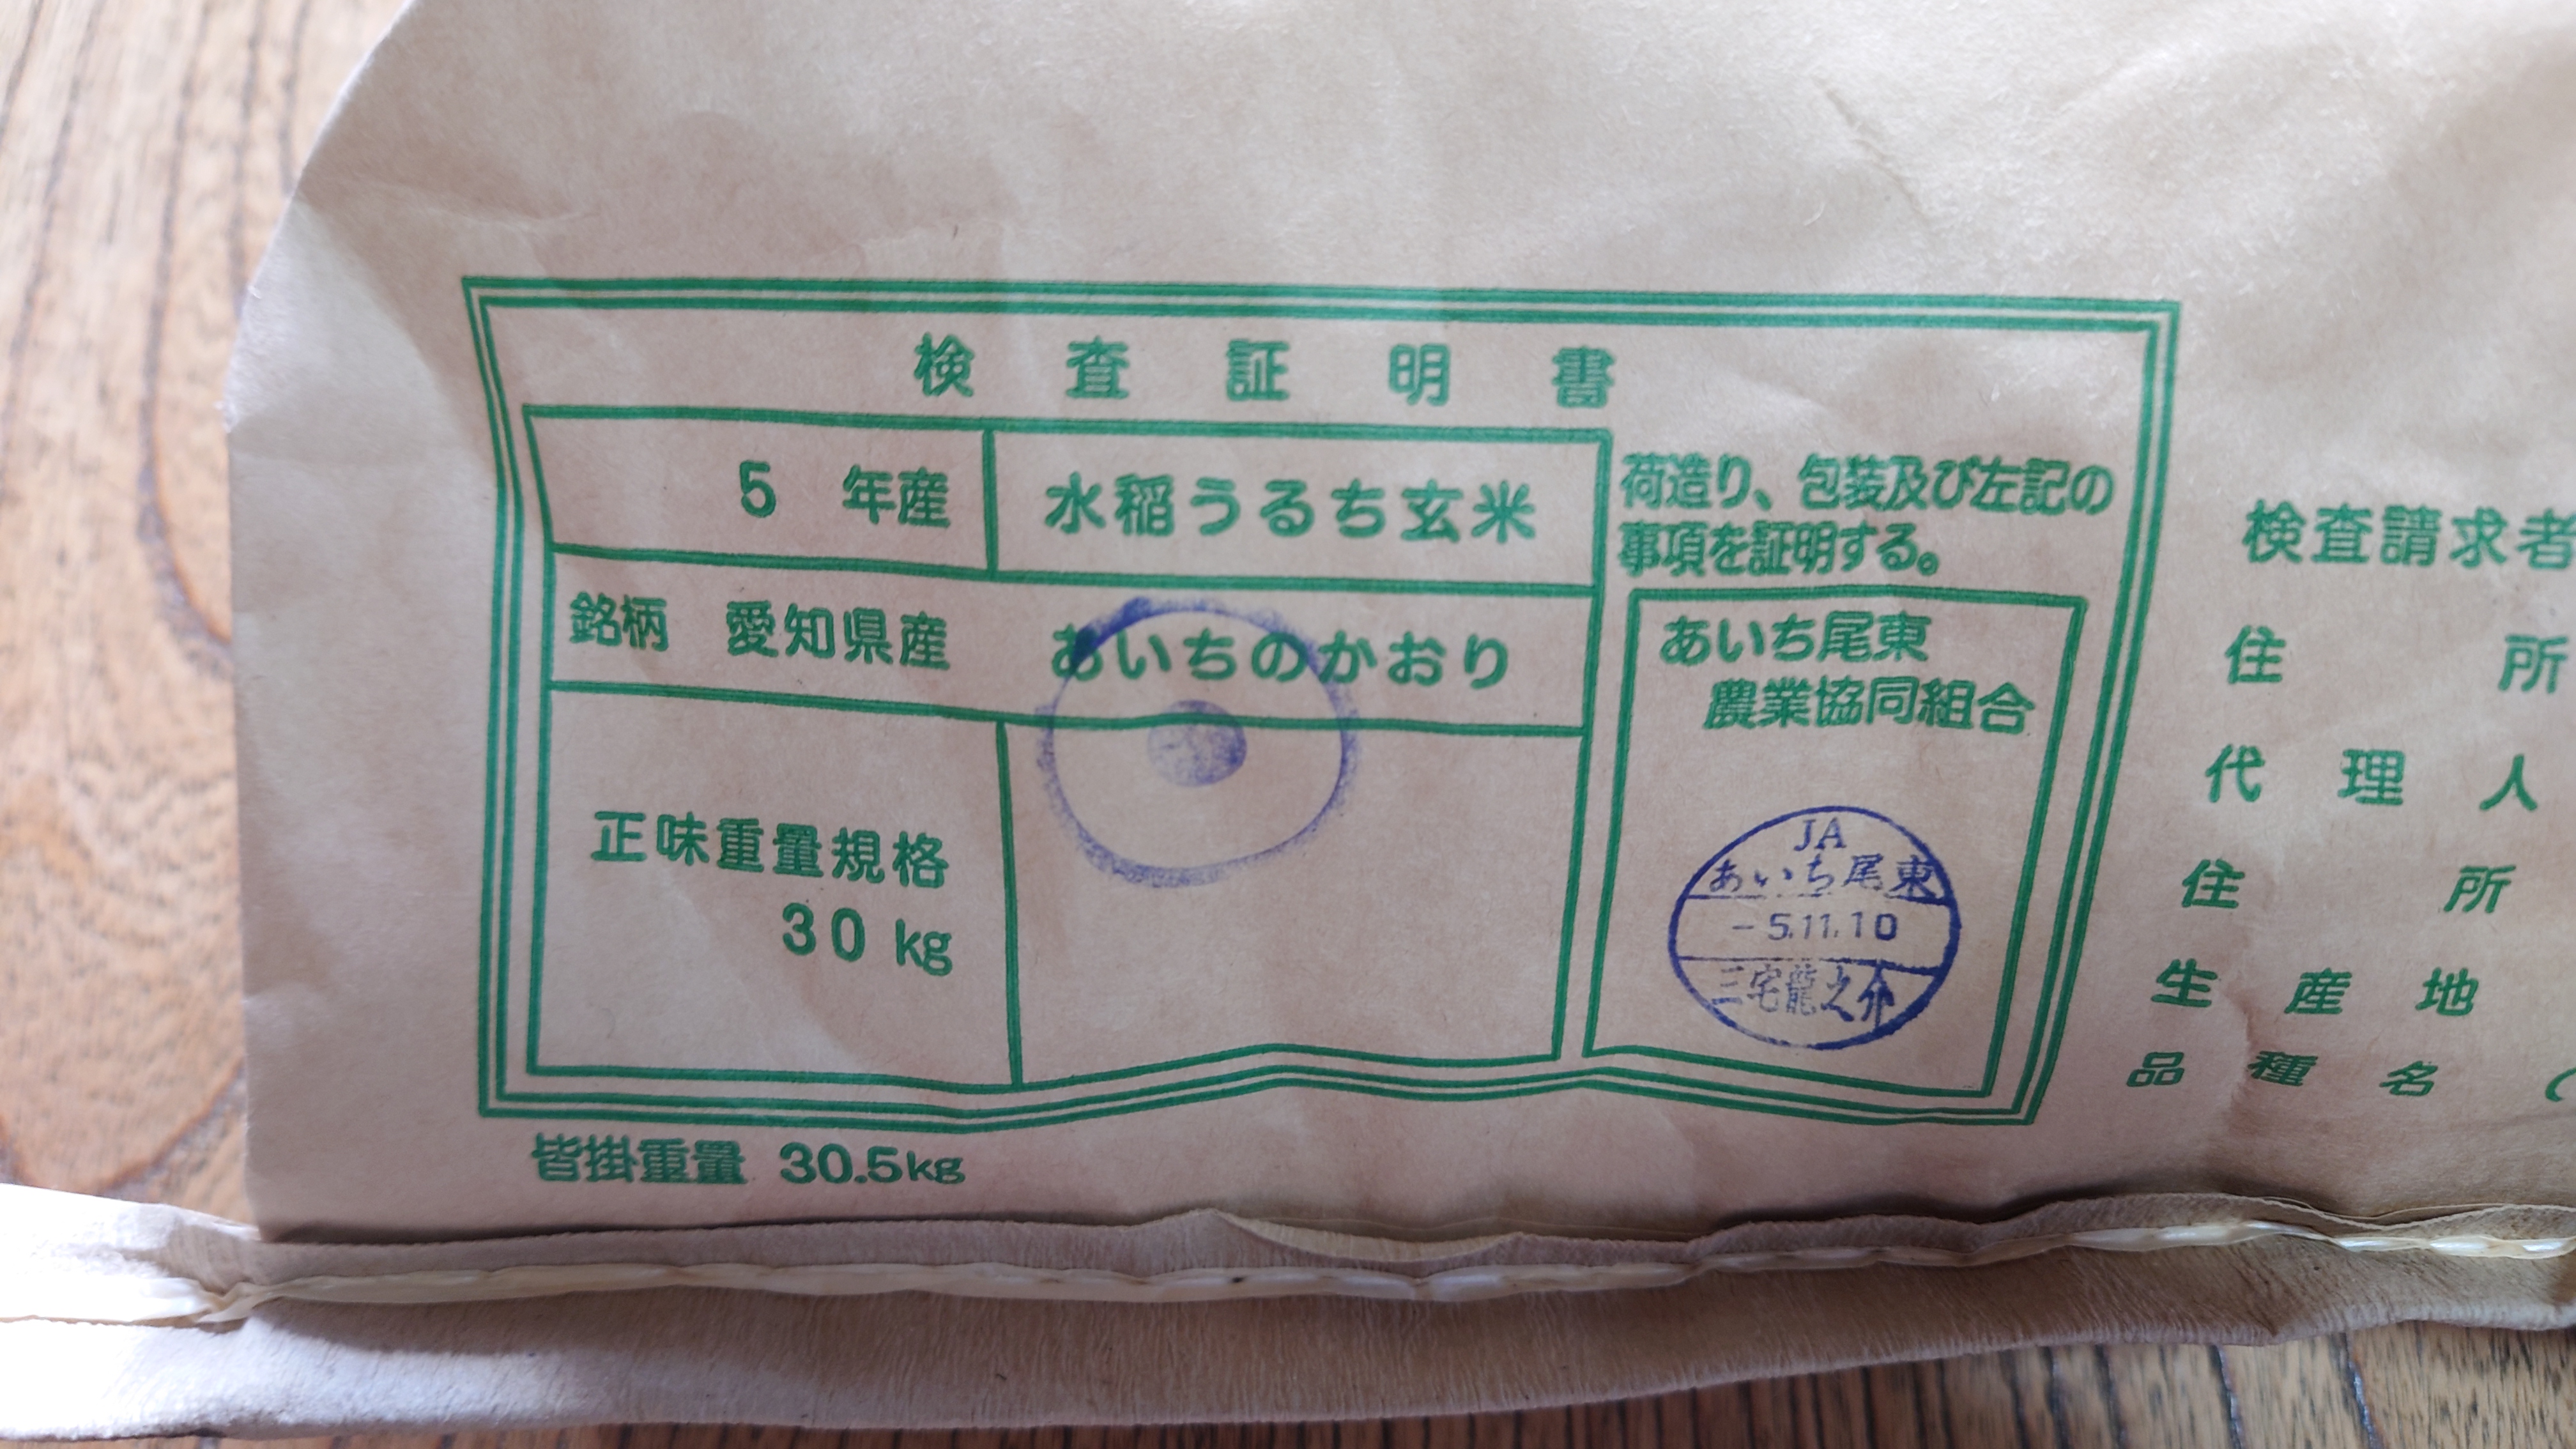 検査証明書
5 年産 水稲うるち玄米
銘柄 愛知県産 あいちのかおり
正味重量規格
30 kg
荷造り、包装及び左記の
事項を証明する。
あいち尾東
農業協同組合
JA
あいち尾東
-5.11.10
三宅龍之介
皆掛重量 30.5kg
検査請求者
住所
代理人
住所
生産地
品種名